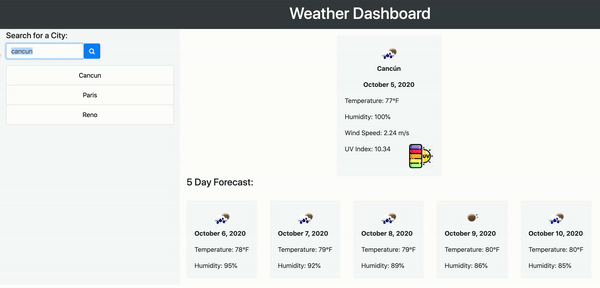 Weather Dashboard
Search for a City:
cancun
Cancun
Paris
Reno
Cancún
October 5, 2020
Temperature: 77°F
Humidity: 100%
Wind Speed: 2.24 m/s
UV Index: 10.34
UV
5 Day Forecast:
October 6, 2020
Temperature: 78°F
Humidity: 95%
October 7, 2020
Temperature: 79°F
Humidity: 92%
October 8, 2020
Temperature: 79°F
Humidity: 89%
October 9, 2020
Temperature: 80°F
Humidity: 86%
October 10, 2020
Temperature: 80°F
Humidity: 85%